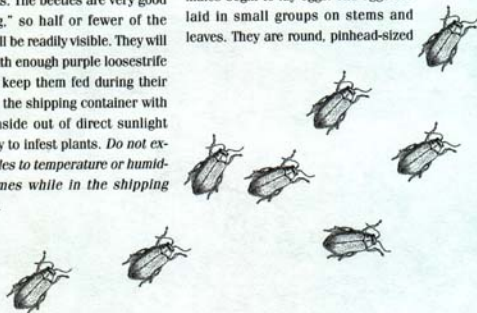 s. The beetles are very good
g," so half or fewer of the
ll be readily visible. They will
th enough purple loosestrife
keep them fed during their
the shipping container with
side out of direct sunlight
y to infest plants. Do not ex-
les to temperature or humid-
mes while in the shipping
laid in small groups on stems and
leaves. They are round, pinhead-sized